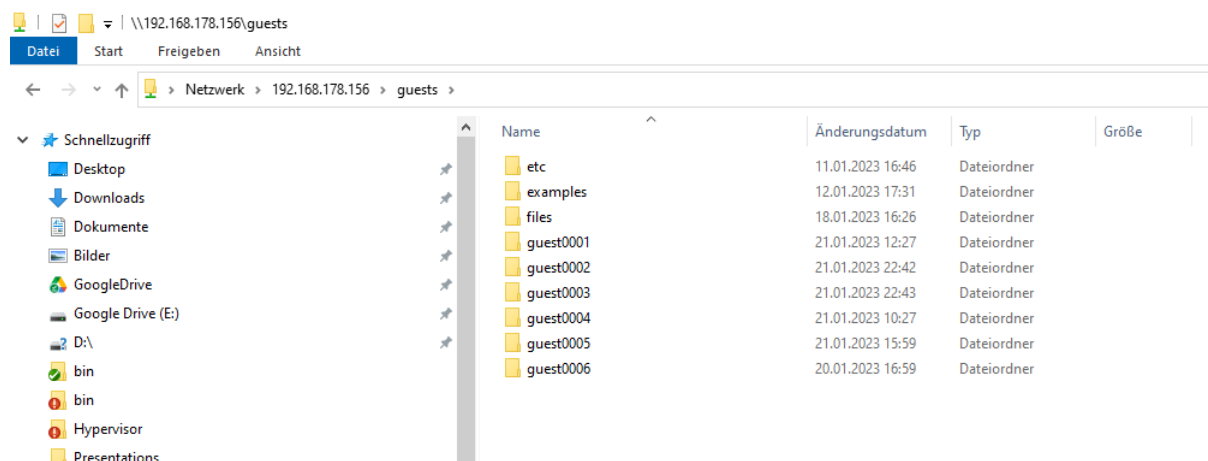 \\192.168.178.156\guests
Datei Start Freigeben Ansicht
Netzwerk > 192.168.178.156 > guests >
Schnellzugriff
Desktop
Downloads
Dokumente
Bilder
GoogleDrive
Google Drive (E:)
D:\
bin
bin
Hypervisor
Presentations
Name Änderungsdatum Typ Größe
etc 11.01.2023 16:46 Dateiordner
examples 12.01.2023 17:31 Dateiordner
files 18.01.2023 16:26 Dateiordner
guest0001 21.01.2023 12:27 Dateiordner
guest0002 21.01.2023 22:42 Dateiordner
guest0003 21.01.2023 22:43 Dateiordner
guest0004 21.01.2023 10:27 Dateiordner
guest0005 21.01.2023 15:59 Dateiordner
guest0006 20.01.2023 16:59 Dateiordner